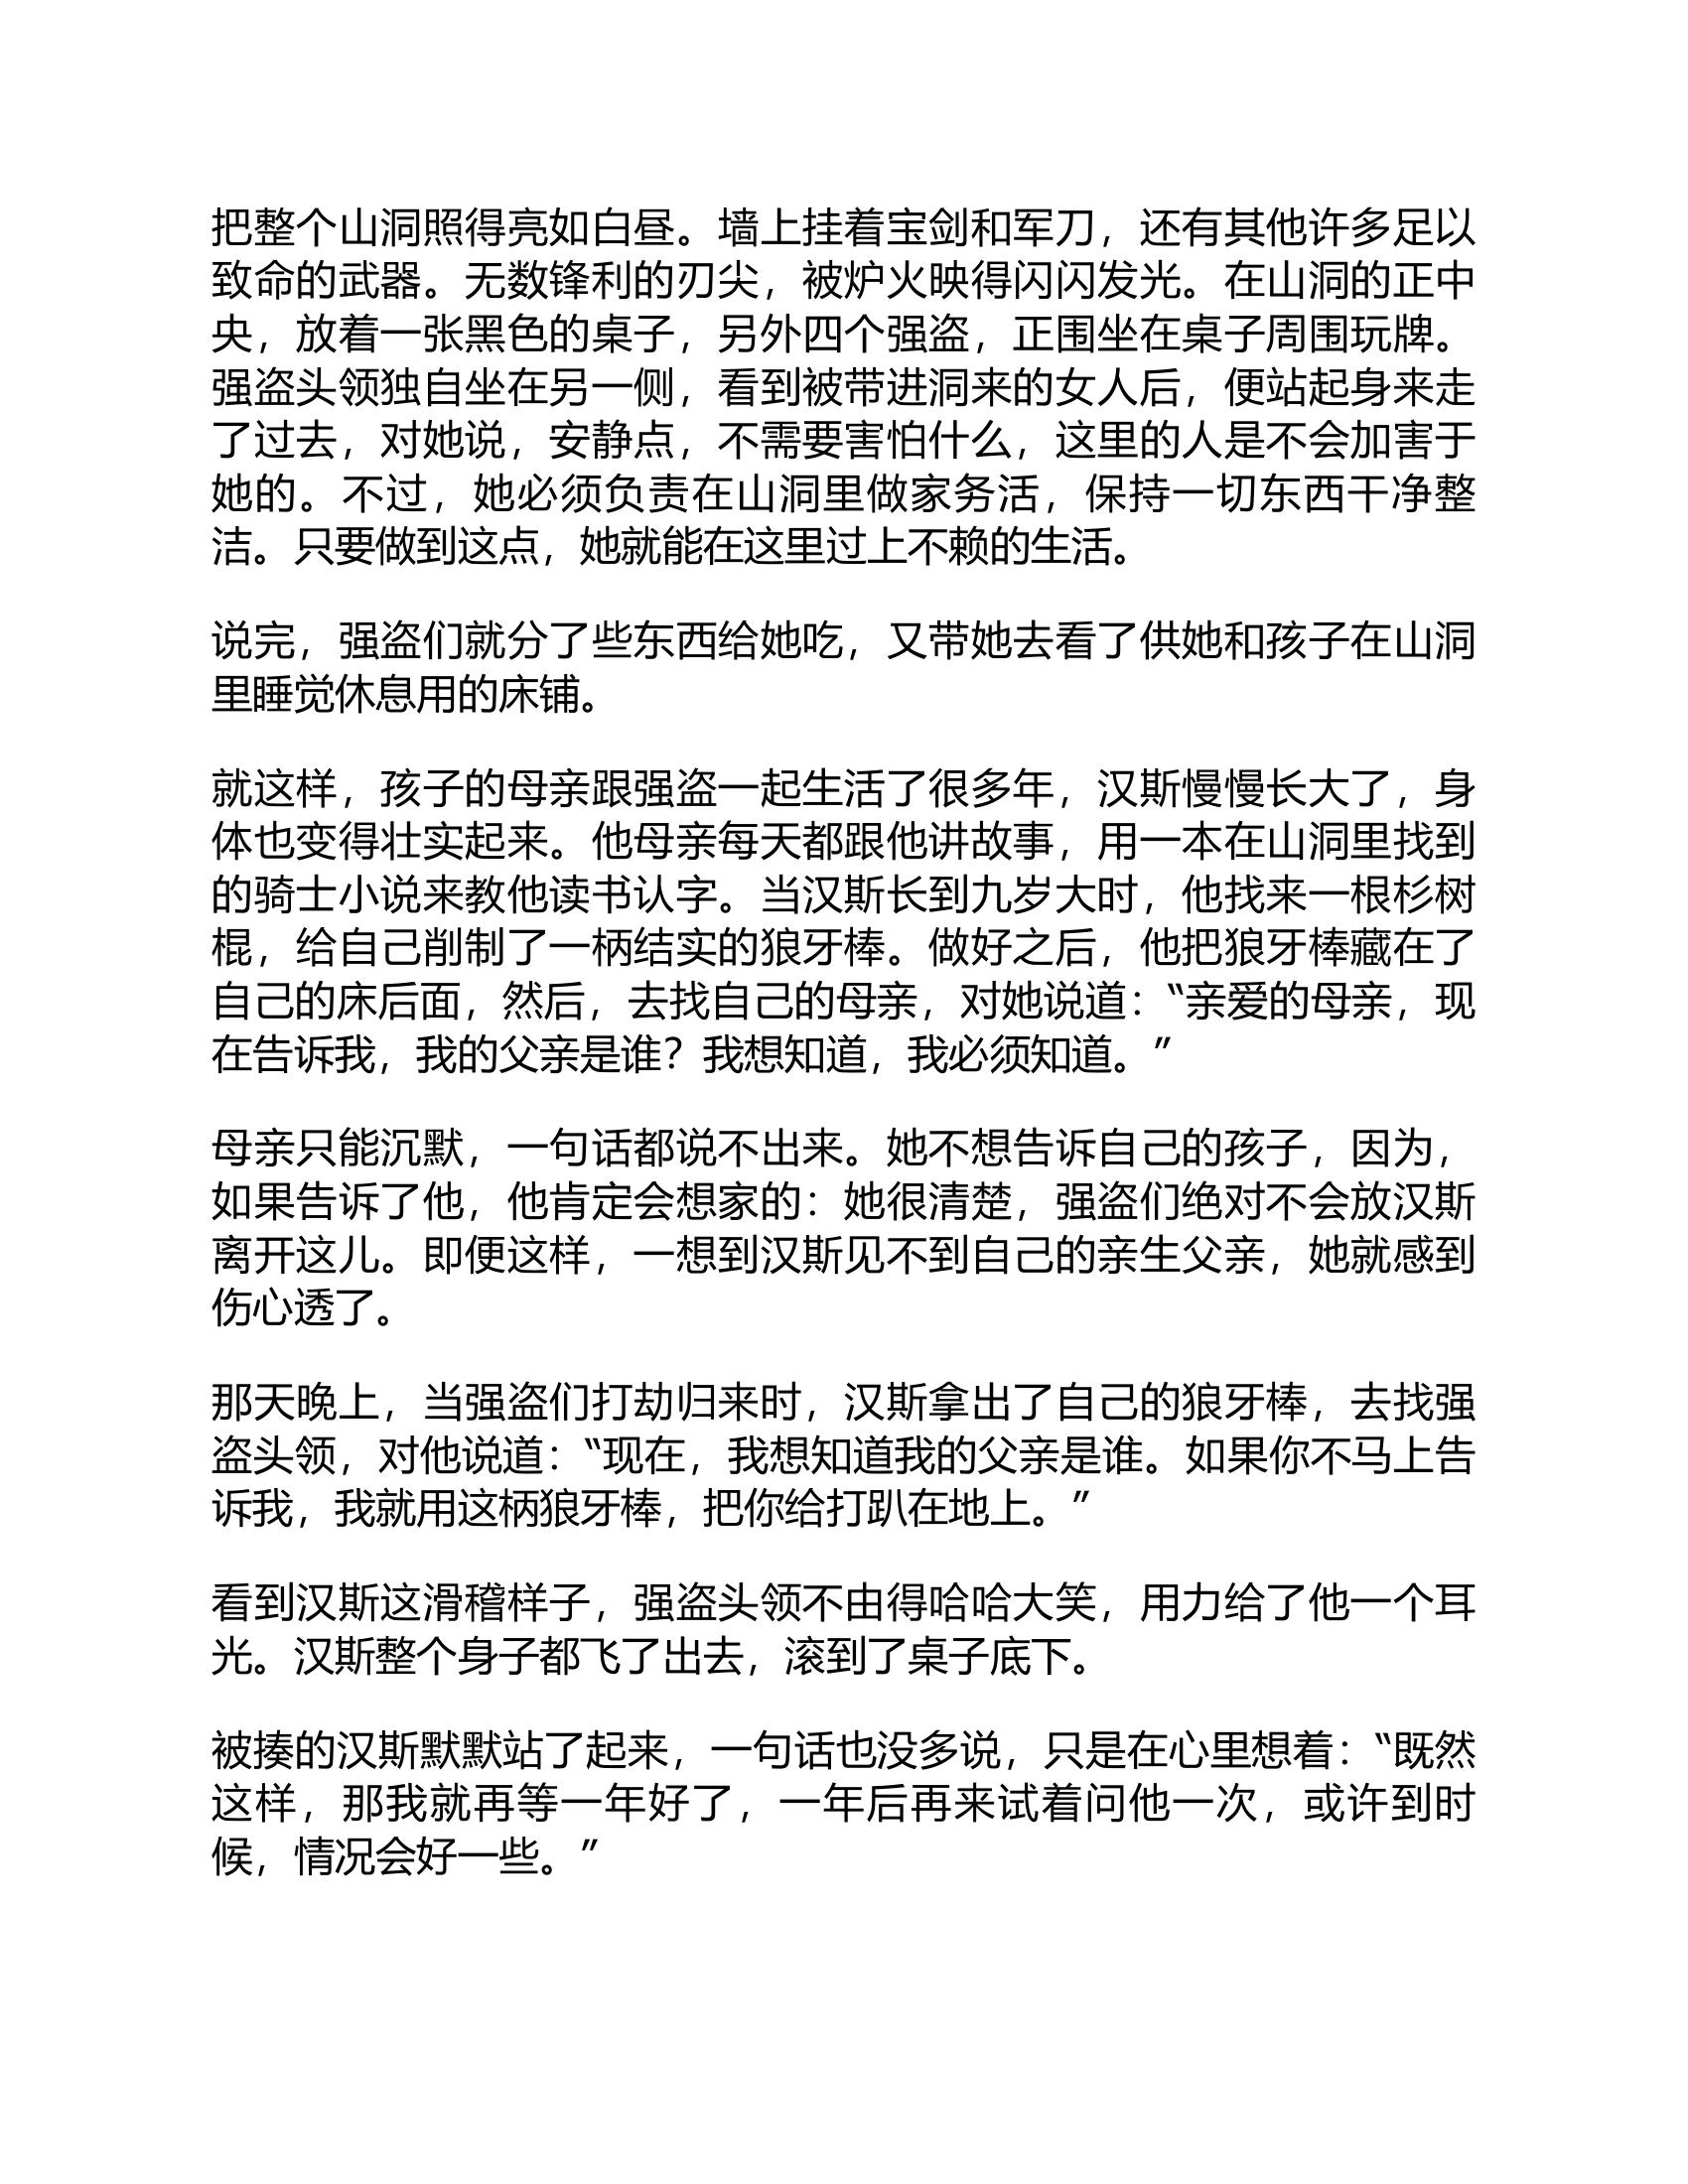 把整个山洞照得亮如白昼。墙上挂着宝剑和军刀，还有其他许多足以
致命的武器。无数锋利的刃尖，被炉火映得闪闪发光。在山洞的正中
央，放着一张黑色的桌子，另外四个强盗，正围坐在桌子周围玩牌。
强盗头领独自坐在另一侧，看到被带进洞来的女人后，便站起身来走
了过去，对她说，安静点，不需要害怕什么，这里的人是不会加害于
她的。不过，她必须负责在山洞里做家务活，保持一切东西干净整
洁。只要做到这点，她就能在这里过上不赖的生活。
说完，强盗们就分了些东西给她吃，又带她去看了供她和孩子在山洞
里睡觉休息用的床铺。
就这样，孩子的母亲跟强盗一起生活了很多年，汉斯慢慢长大了，身
体也变得壮实起来。他母亲每天都跟他讲故事，用一本在山洞里找到
的骑士小说来教他读书认字。当汉斯长到九岁大时，他找来一根杉树
棍，给自己削制了一柄结实的狼牙棒。做好之后，他把狼牙棒藏在了
自己的床后面，然后，去找自己的母亲，对她说道：“亲爱的母亲，现
在告诉我，我的父亲是谁？我想知道，我必须知道。”
母亲只能沉默，一句话都说不出来。她不想告诉自己的孩子，因为，
如果告诉了他，他肯定会想家的：她很清楚，强盗们绝对不会放汉斯
离开这儿。即便这样，一想到汉斯见不到自己的亲生父亲，她就感到
伤心透了。
那天晚上，当强盗们打劫归来时，汉斯拿出了自己的狼牙棒，去找强
盗头领，对他说道：“现在，我想知道我的父亲是谁。如果你不马上告
诉我，我就用这柄狼牙棒，把你给打趴在地上。”
看到汉斯这滑稽样子，强盗头领不由得哈哈大笑，用力给了他一个耳
光。汉斯整个身子都飞了出去，滚到了桌子底下。
被揍的汉斯默默站了起来，一句话也没多说，只是在心里想着：“既然
这样，那我就再等一年好了，一年后再来试着问他一次，或许到时
候，情况会好一些。”